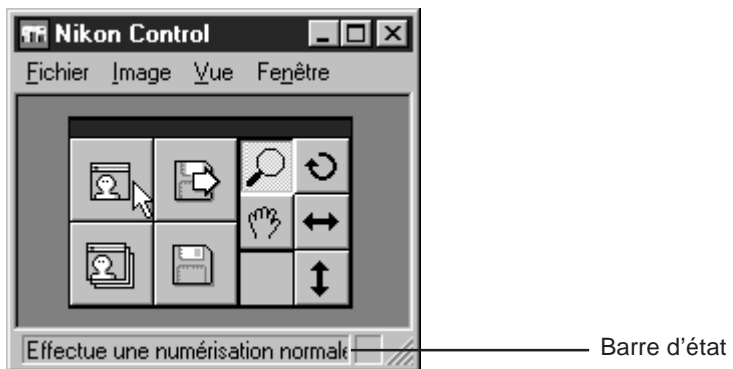 Nikon Control
Fichier Image Vue Fenêtre
Effectue une numérisation normale
Barre d'état